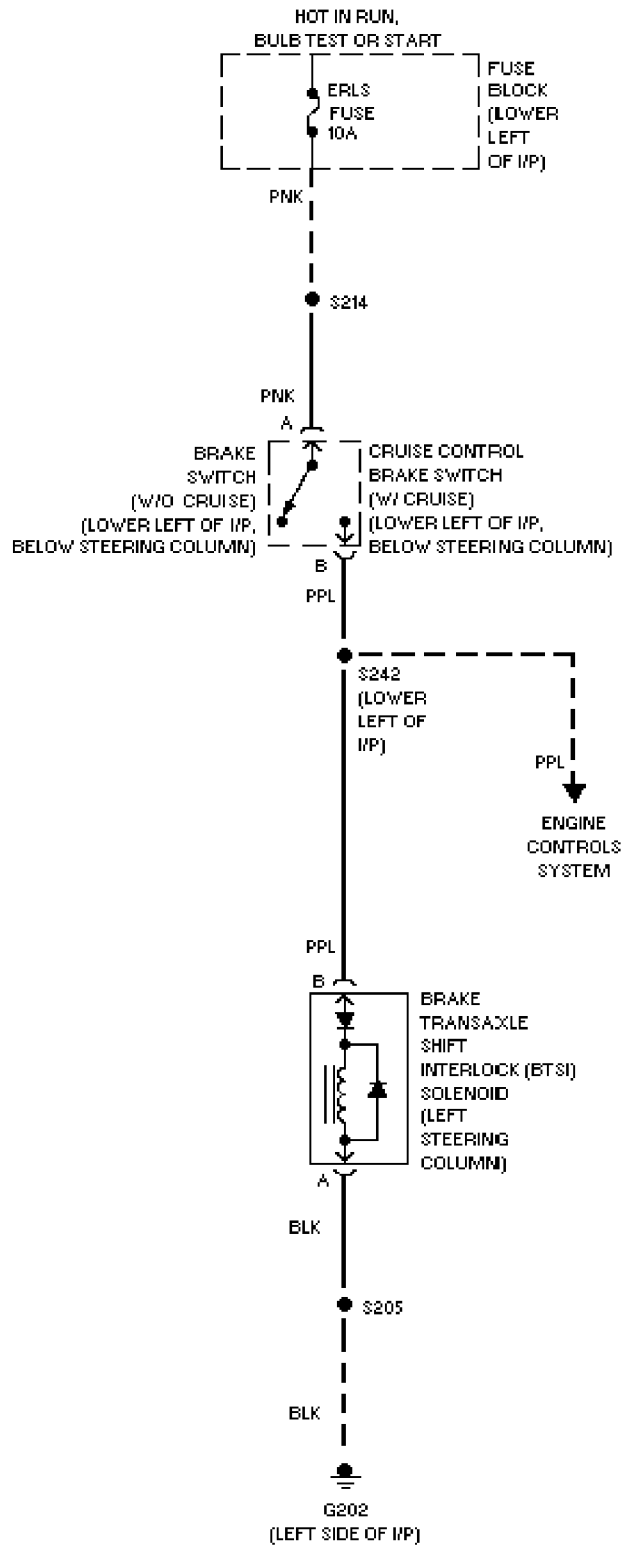 HOT IN RUN,
BULB TEST OR START
ERLS
FUSE
10A
FUSE
BLOCK
(LOWER
LEFT
OF I/P)
PNK
S214
PNK
A
BRAKE
SWITCH
(W/O CRUISE)
(LOWER LEFT OF I/P,
BELOW STEERING COLUMN)
CRUISE CONTROL
BRAKE SWITCH
(W/ CRUISE)
(LOWER LEFT OF I/P,
BELOW STEERING COLUMN)
B
PPL
S242
(LOWER
LEFT OF
I/P)
PPL
ENGINE
CONTROLS
SYSTEM
PPL
B
BRAKE
TRANSAXLE
SHIFT
INTERLOCK (BTSI)
SOLENOID
(LEFT
STEERING
COLUMN)
A
BLK
S205
BLK
G202
(LEFT SIDE OF I/P)